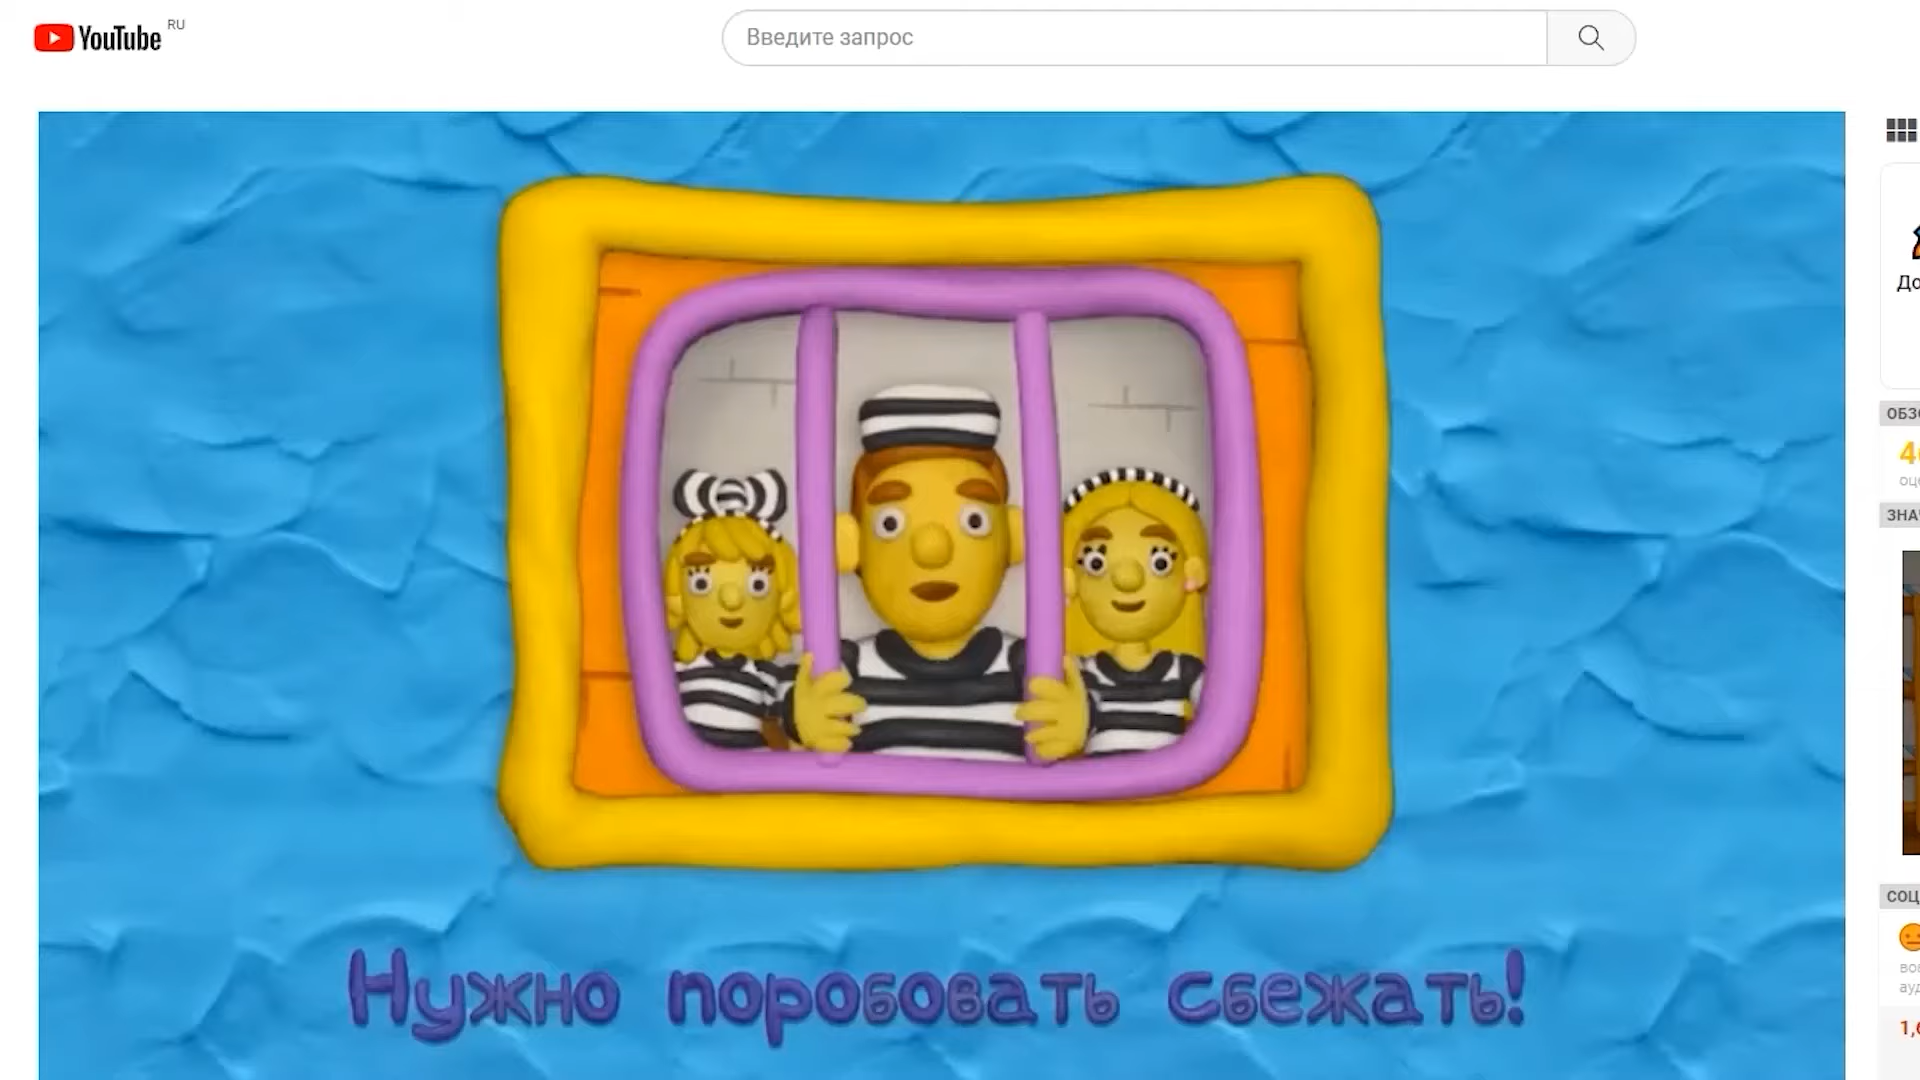 YouTube RU
Введите запрос
Нужно поробовать сбежать!